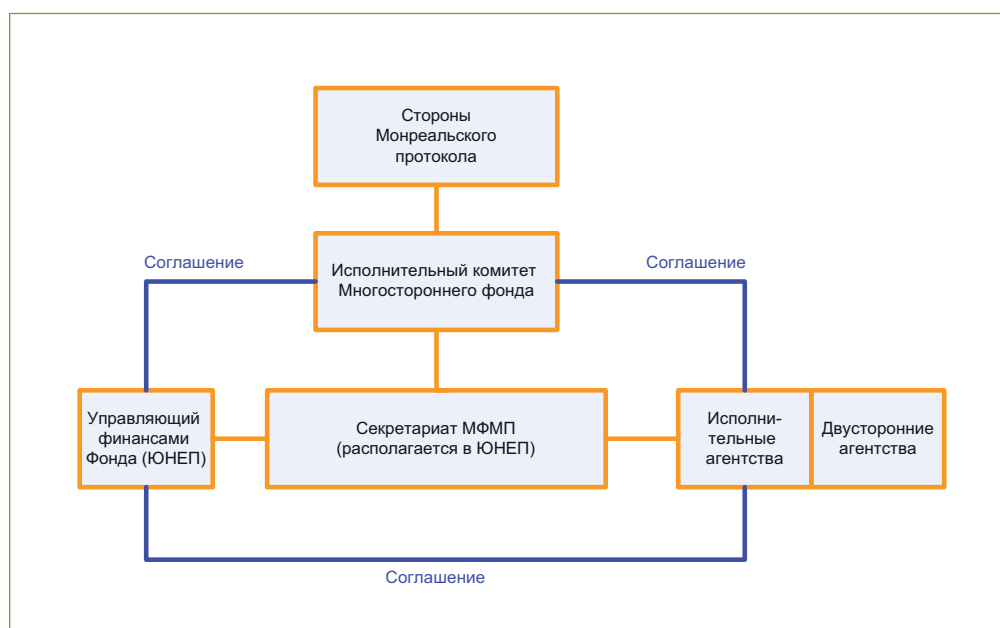 Стороны
Монреальского
протокола
Соглашение
Исполнительный комитет
Многостороннего фонда
Соглашение
Управляющий
финансами
Фонда (ЮНЕП)
Секретариат МФМП
(располагается в ЮНЕП)
Исполни-
тельные
агентства
Двусторонние
агентства
Соглашение